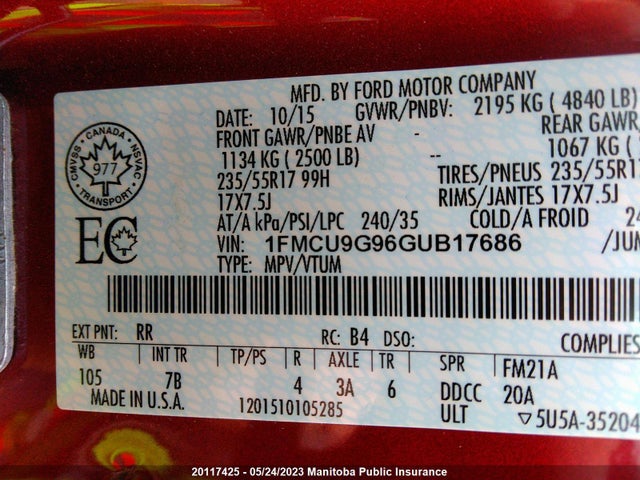 MFD. BY FORD MOTOR COMPANY
DATE: 10/15 GVWR/PNBV: 2195 KG ( 4840 LB)
FRONT GAWR/PNBE AV - REAR GAWR
1134 KG ( 2500 LB) -- 1067 KG (
235/55R17 99H TIRES/PNEUS 235/55R17
17X7.5J RIMS/JANTES 17X7.5J
AT/A kPa/PSI/LPC 240/35 COLD/A FROID 24
VIN: 1FMCU9G96GUB17686 /JUM
TYPE: MPV/VTUM
CANADA
CMVSS NSVAC
977
EC
EXT PNT: RR RC: B4 DSO: COMPLIES
WB INT TR TP/PS R AXLE TR SPR FM21A
105 7B 4 3A 6 DDCC 20A
MADE IN U.S.A. 1201510105285 ULT ▽5U5A-35204
20117425 - 05/24/2023 Manitoba Public Insurance